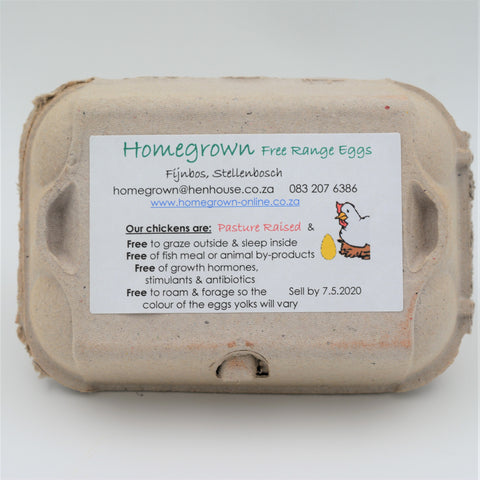 Homegrown Free Range Eggs
Fijnbos, Stellenbosch
homegrown@henhouse.co.za 083 207 6386
www.homegrown-online.co.za
Our chickens are: Pasture Raised &
Free to graze outside & sleep inside
Free of fish meal or animal by-products
Free of growth hormones,
stimulants & antibiotics
Free to roam & forage so the Sell by 7.5.2020
colour of the eggs yolks will vary